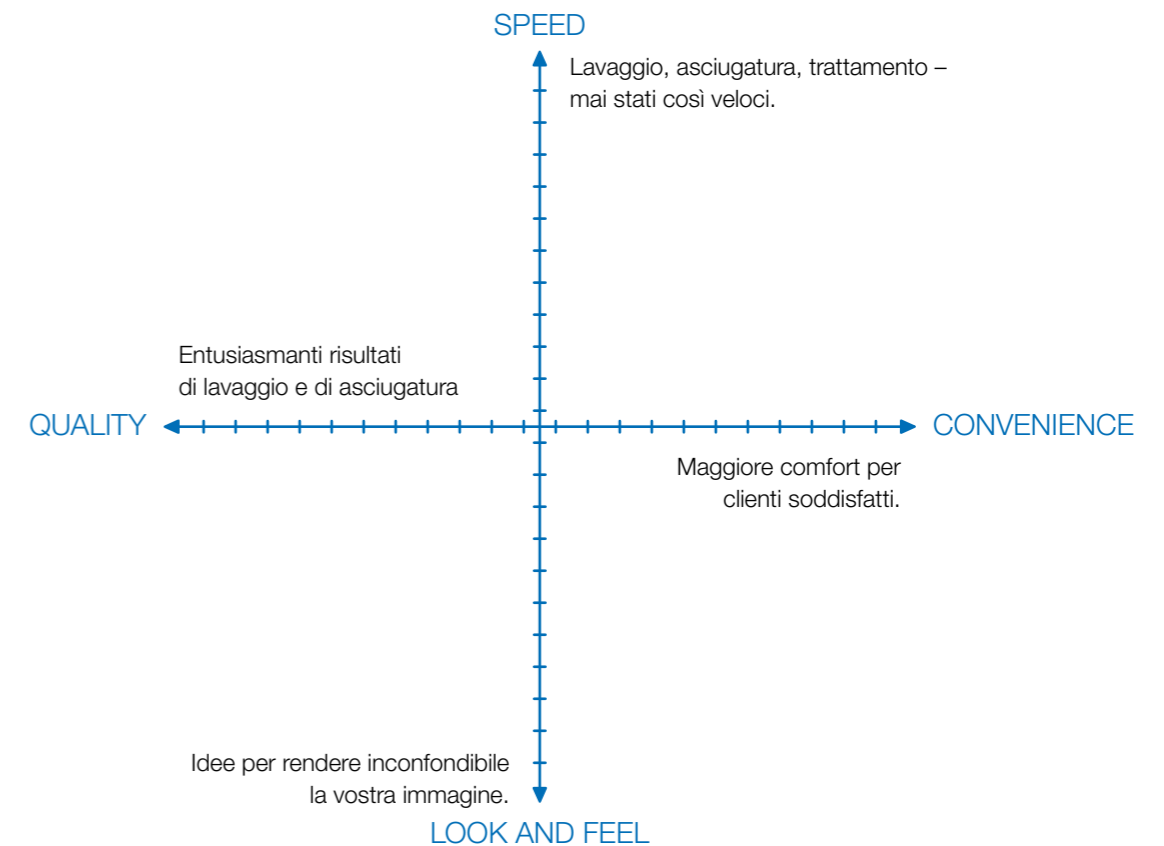 SPEED
Lavaggio, asciugatura, trattamento –
mai stati così veloci.
Entusiasmanti risultati
di lavaggio e di asciugatura
QUALITY
CONVENIENCE
Maggiore comfort per
clienti soddisfatti.
Idee per rendere inconfondibile
la vostra immagine.
LOOK AND FEEL